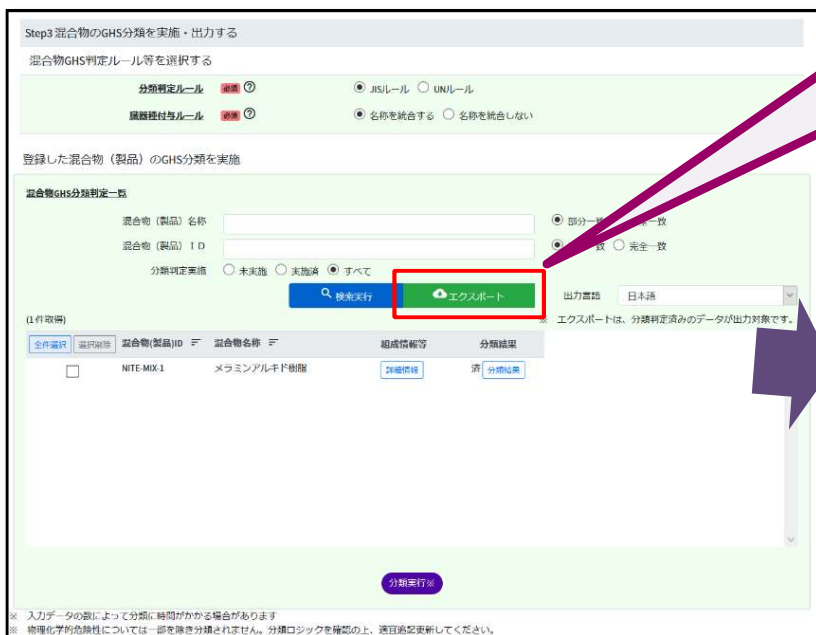 Step3 混合物のGHS分類を実施・出力する
混合物GHS判定ルール等を選択する
分類判定ルール 必須 ? JISルール UNルール
臓器種付与ルール 必須 ? 名称を統合する 名称を統合しない
登録した混合物（製品）のGHS分類を実施
混合物GHS分類判定一覧
混合物（製品）名称 部分一 一致
混合物（製品）ＩＤ 致 完全一致
分類判定実施 未実施 実施済 すべて
検索実行 エクスポート 出力言語 日本語
(1件取得) ※ エクスポートは、分類判定済みのデータが出力対象です。
全件選択 選択削除 混合物(製品)ID 混合物名称 組成情報等 分類結果
NITE-MIX-1 メラミンアルキド樹脂 詳細情報 済 分類結果
分類実行※
※ 入力データの数によって分類に時間がかかる場合があります
※ 物理化学的危険性については一部を除き分類されません。分類ロジックを確認の上、適宜追記更新してください。